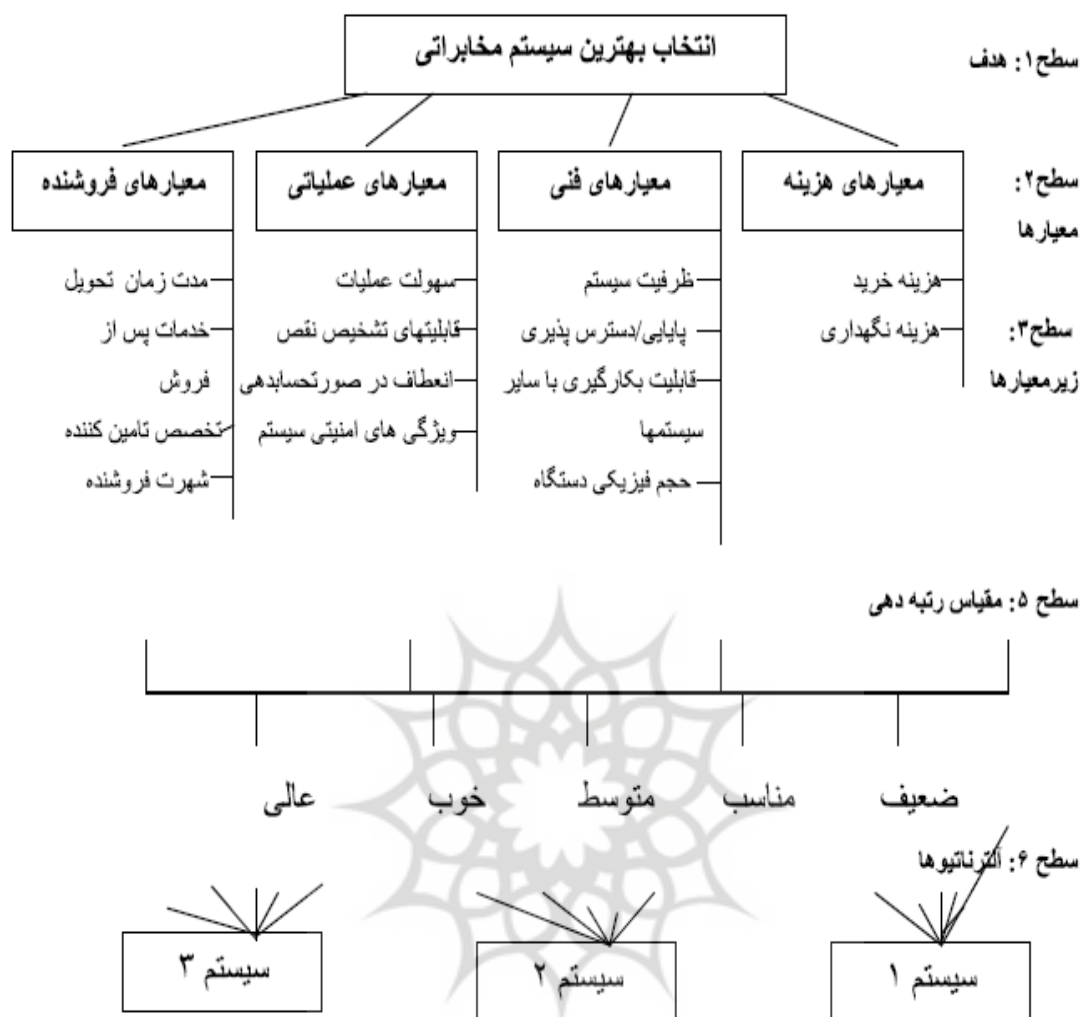 انتخاب بهترین سیستم مخابراتی
سطح۱: هدف
سطح۲:
معیارها
معیارهای هزینه
معیارهای فنی
معیارهای عملیاتی
معیارهای فروشنده
سطح۳:
زیرمعیارها
هزینه خرید
هزینه نگهداری
ظرفیت سیستم
پایایی/دسترس پذیری
قابلیت بکارگیری با سایر
سیستمها
حجم فیزیکی دستگاه
سهولت عملیات
قابلیتهای تشخیص نقص
انعطاف در صورتحسابدهی
ویژگی های امنیتی سیستم
مدت زمان تحویل
خدمات پس از
فروش
تخصص تامین کننده
شهرت فروشنده
سطح ۵: مقیاس رتبه دهی
ضعیف
مناسب
متوسط
خوب
عالی
سطح ۶: آلترناتیوها
سیستم ۱
سیستم ۲
سیستم ۳